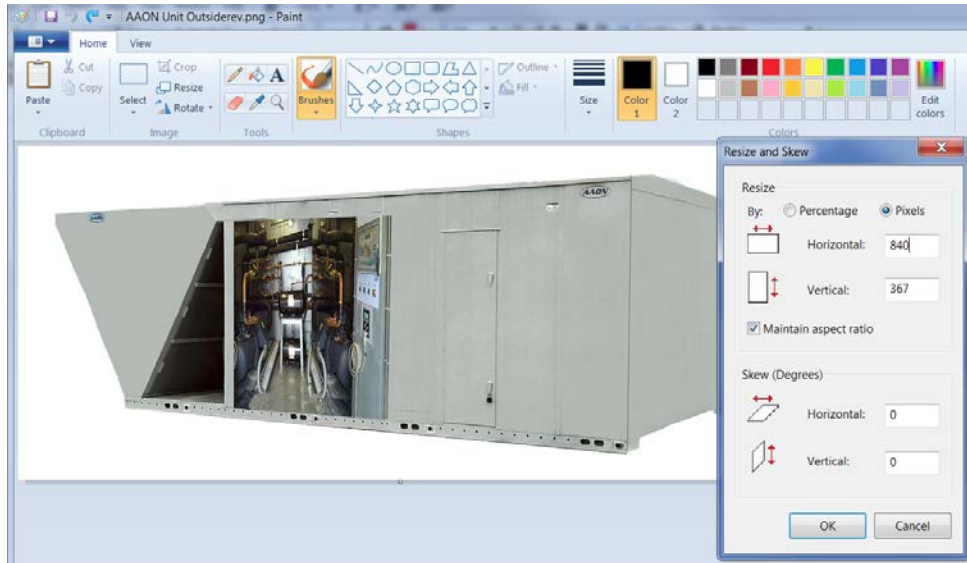 AAON Unit Outsiderev.png - Paint
Home View
Paste
Cut
Copy
Clipboard
Select
Crop
Resize
Rotate
Image
Tools
Brushes
Shapes
Outline
Fill
Size
Color 1
Color 2
Colors
Edit colors
AAON
AAON
Resize and Skew
Resize
By: Percentage Pixels
Horizontal: 840
Vertical: 367
Maintain aspect ratio
Skew (Degrees)
Horizontal: 0
Vertical: 0
OK Cancel